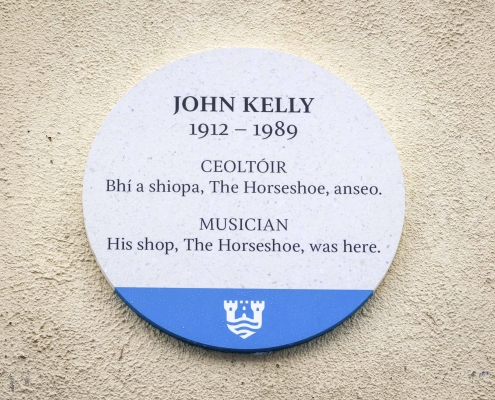 JOHN KELLY
1912 – 1989
CEOLTÓIR
Bhí a shiopa, The Horseshoe, anseo.
MUSICIAN
His shop, The Horseshoe, was here.